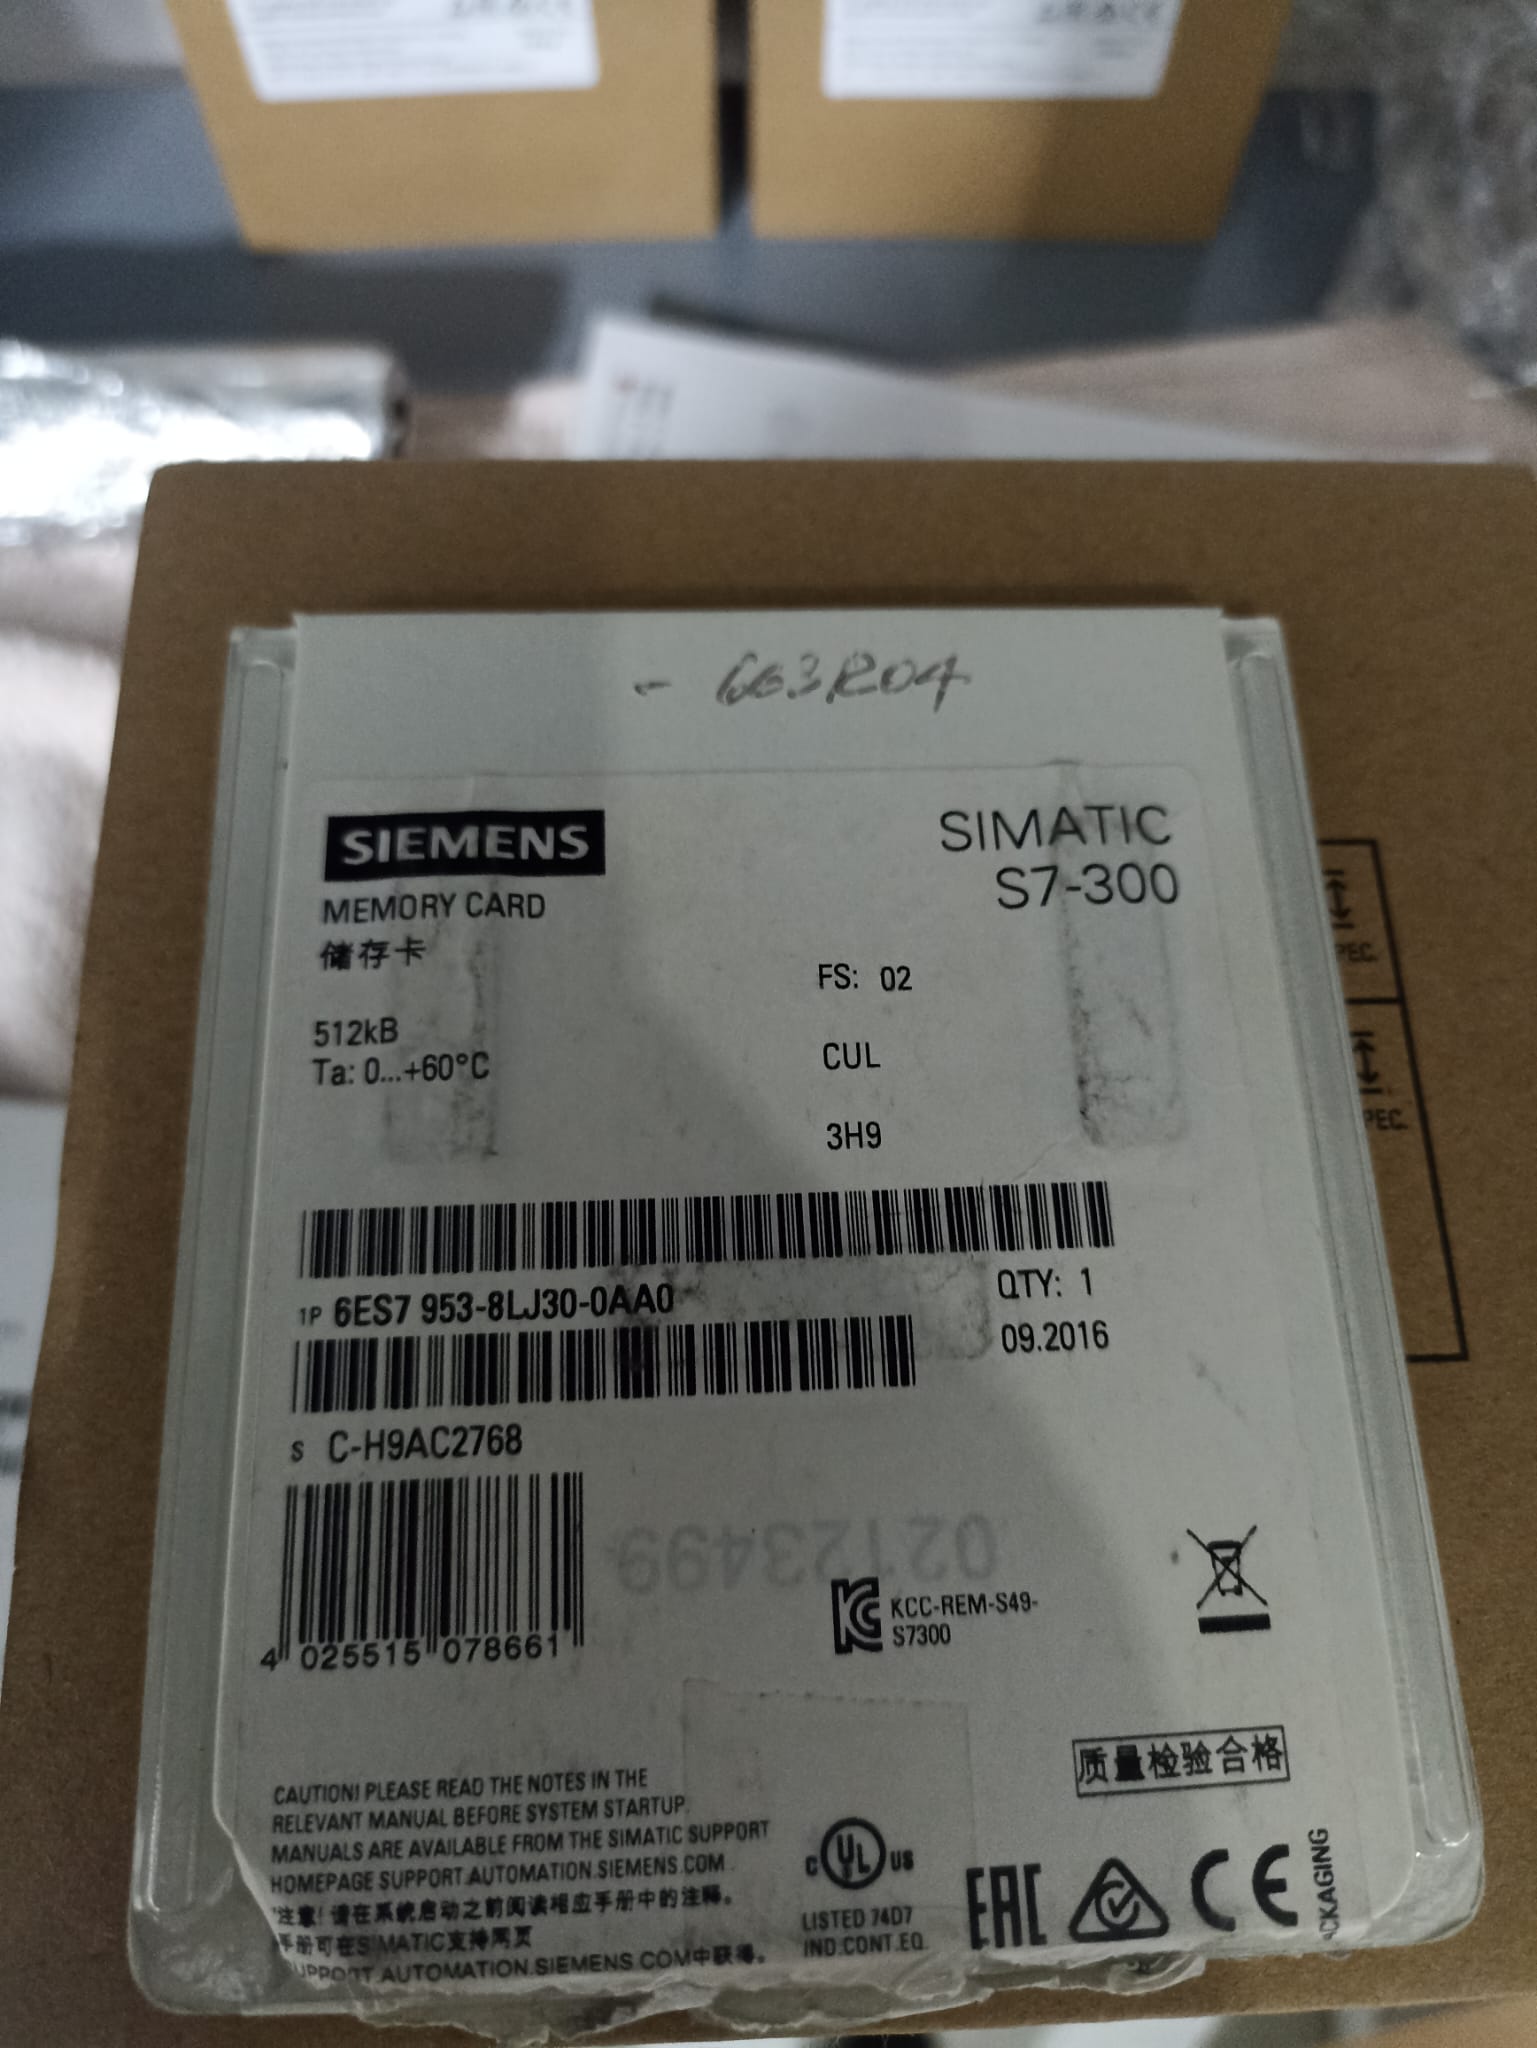 - 663R04
SIEMENS
SIMATIC
S7-300
MEMORY CARD
储存卡
FS: 02
512kB
CUL
Ta: 0...+60°C
3H9
1P 6ES7 953-8LJ30-0AA0
QTY: 1
09.2016
S C-H9AC2768
02123499
4 025515 078661
KCC-REM-S49-
S7300
质量检验合格
CAUTION! PLEASE READ THE NOTES IN THE
RELEVANT MANUAL BEFORE SYSTEM STARTUP.
MANUALS ARE AVAILABLE FROM THE SIMATIC SUPPORT
HOMEPAGE SUPPORT.AUTOMATION.SIEMENS.COM
注意! 请在系统启动之前阅读相应手册中的注释。
手册可在SIMATIC支持网页
SUPPORT.AUTOMATION.SIEMENS.COM中获得。
C UL US
LISTED 74D7
IND.CONT.EQ.
EAC
CE
PEC.
PEC.